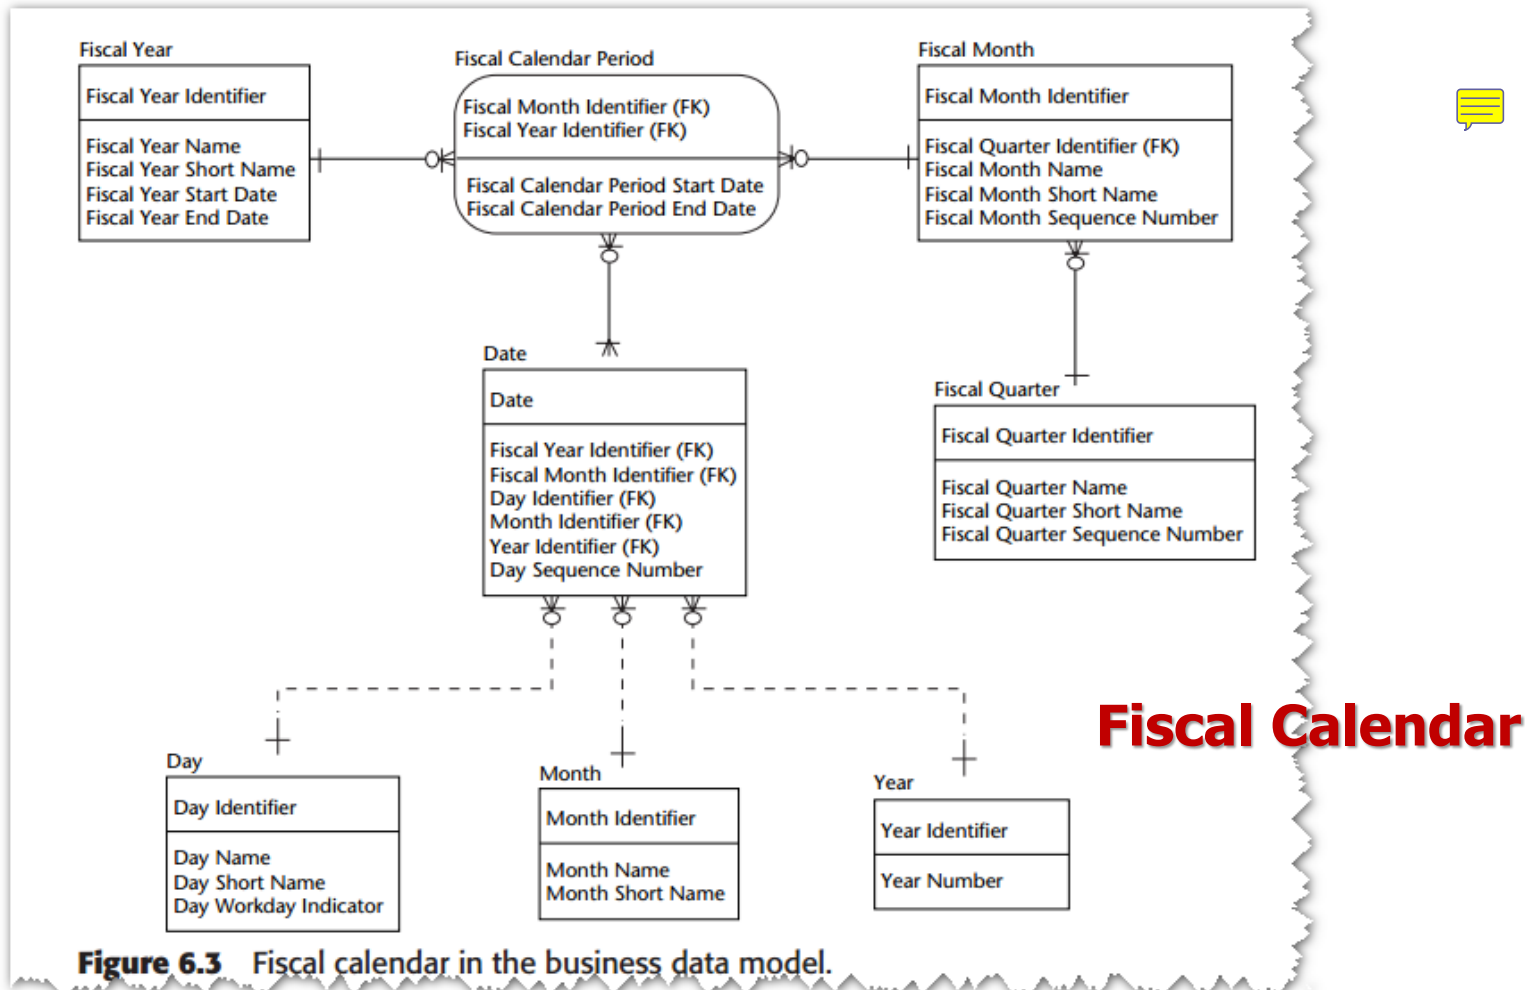 Fiscal Year
Fiscal Year Identifier
Fiscal Year Name
Fiscal Year Short Name
Fiscal Year Start Date
Fiscal Year End Date
Fiscal Calendar Period
Fiscal Month Identifier (FK)
Fiscal Year Identifier (FK)
Fiscal Calendar Period Start Date
Fiscal Calendar Period End Date
Fiscal Month
Fiscal Month Identifier
Fiscal Quarter Identifier (FK)
Fiscal Month Name
Fiscal Month Short Name
Fiscal Month Sequence Number
Date
Date
Fiscal Year Identifier (FK)
Fiscal Month Identifier (FK)
Day Identifier (FK)
Month Identifier (FK)
Year Identifier (FK)
Day Sequence Number
Fiscal Quarter
Fiscal Quarter Identifier
Fiscal Quarter Name
Fiscal Quarter Short Name
Fiscal Quarter Sequence Number
Fiscal Calendar
Day
Day Identifier
Day Name
Day Short Name
Day Workday Indicator
Month
Month Identifier
Month Name
Month Short Name
Year
Year Identifier
Year Number
Figure 6.3 Fiscal calendar in the business data model.